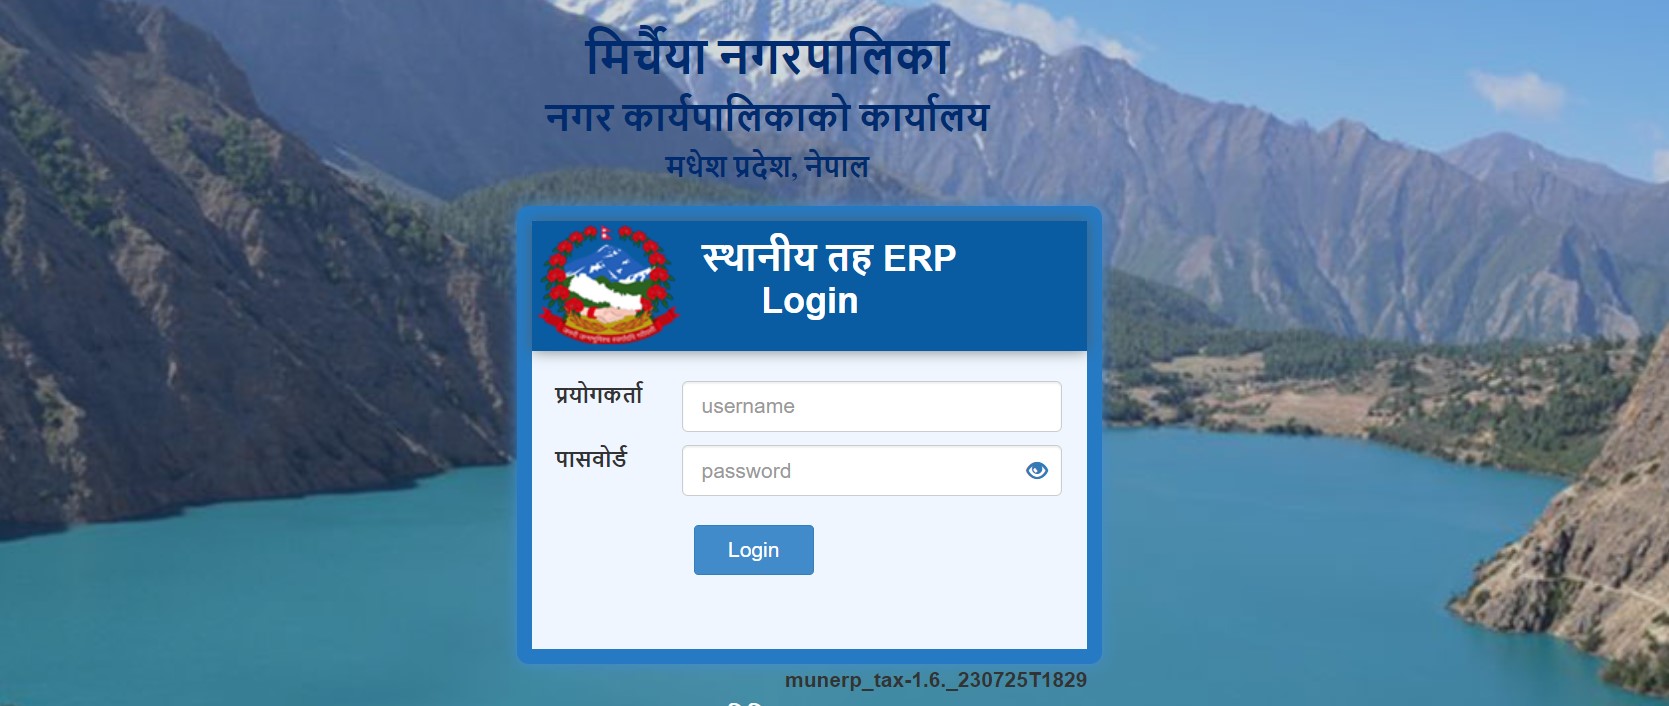 मिर्चैया नगरपालिका
नगर कार्यपालिकाको कार्यालय
मधेश प्रदेश, नेपाल
स्थानीय तह ERP
Login
प्रयोगकर्ता
username
पासवोर्ड
password
Login
munerp_tax-1.6._230725T1829